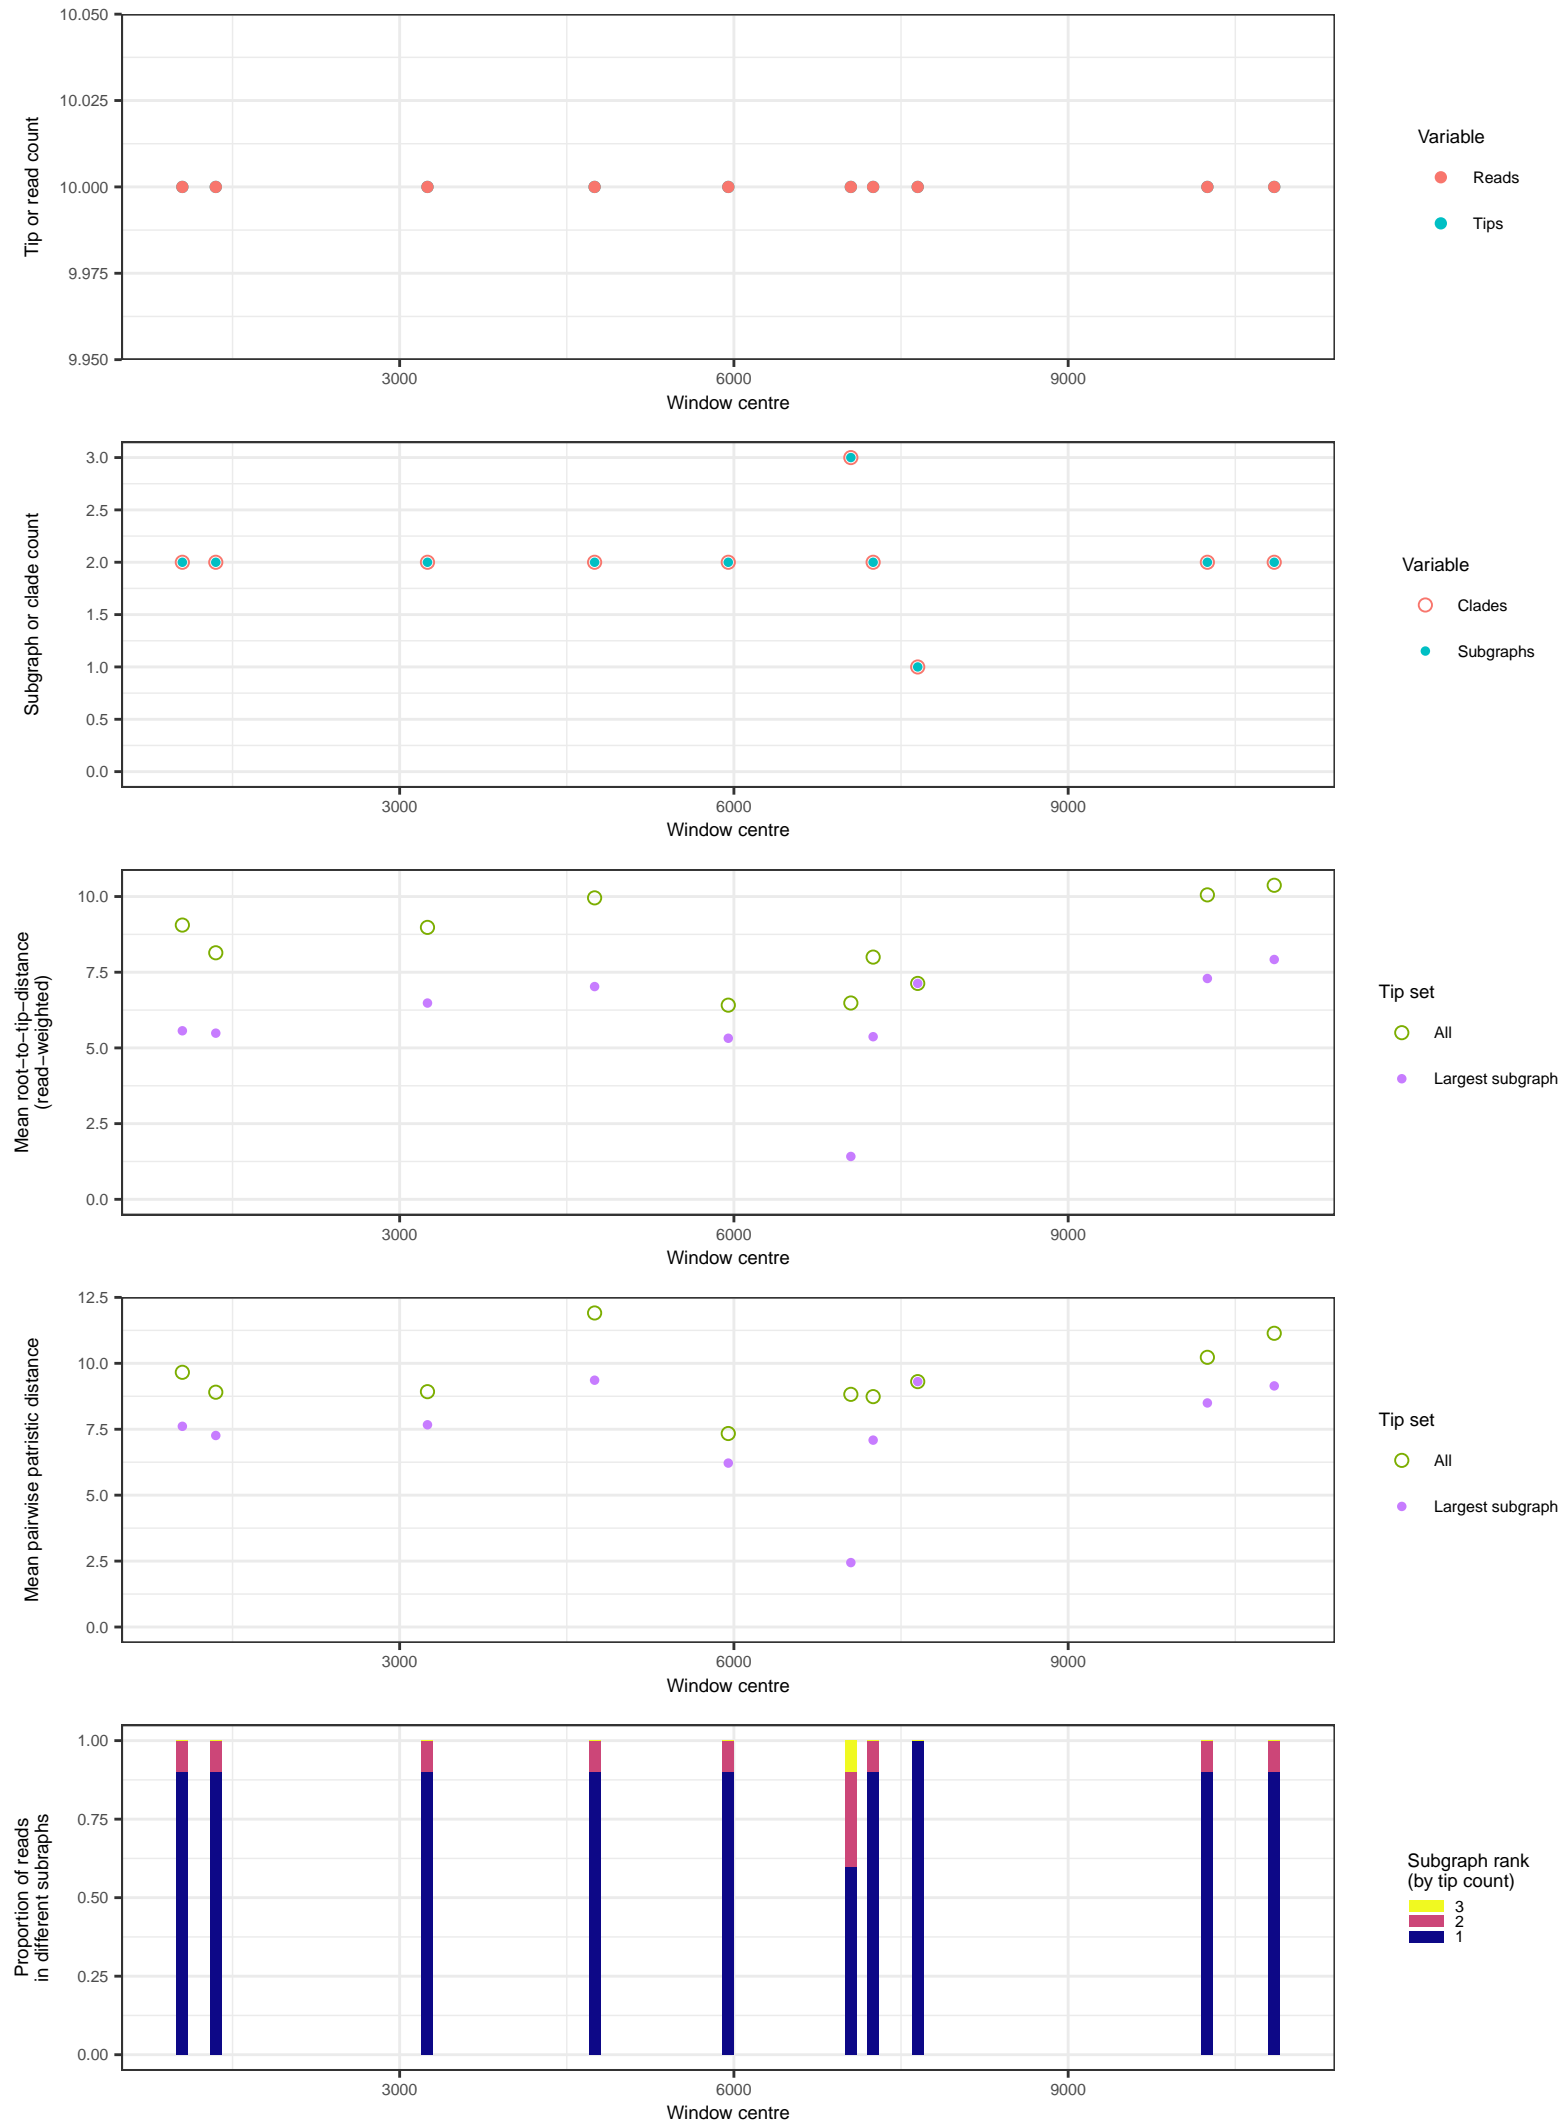 10.050
10.025
10.000
9.975
9.950
Tip or read count
3000 6000 9000
Window centre
Variable
Reads
Tips
3.0
2.5
2.0
1.5
1.0
0.5
0.0
Subgraph or clade count
3000 6000 9000
Window centre
Variable
Clades
Subgraphs
10.0
7.5
5.0
2.5
0.0
Mean root−to−tip−distance
(read−weighted)
3000 6000 9000
Window centre
Tip set
All
Largest subgraph
12.5
10.0
7.5
5.0
2.5
0.0
Mean pairwise patristic distance
3000 6000 9000
Window centre
Tip set
All
Largest subgraph
1.00
0.75
0.50
0.25
0.00
Proportion of reads
in different subraphs
3000 6000 9000
Window centre
Subgraph rank
(by tip count)
3
2
1